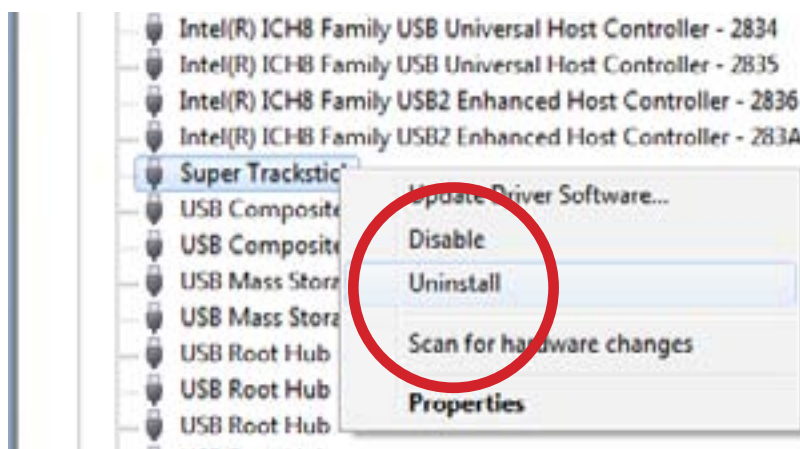 Intel(R) ICH8 Family USB Universal Host Controller - 2834
Intel(R) ICH8 Family USB Universal Host Controller - 2835
Intel(R) ICH8 Family USB2 Enhanced Host Controller - 2836
Intel(R) ICH8 Family USB2 Enhanced Host Controller - 283A
Super Trackstick
USB Composite
USB Composite
USB Mass Stora
USB Mass Stora
USB Root Hub
USB Root Hub
USB Root Hub
Update Driver Software...
Disable
Uninstall
Scan for hardware changes
Properties